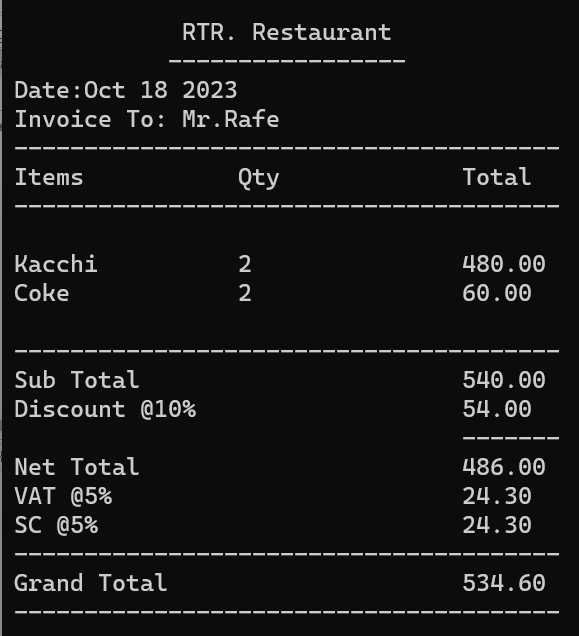 RTR. Restaurant
-----------------
Date:Oct 18 2023
Invoice To: Mr.Rafe
---------------------------------------
Items Qty Total
---------------------------------------
Kacchi 2 480.00
Coke 2 60.00
---------------------------------------
Sub Total 540.00
Discount @10% 54.00
-------
Net Total 486.00
VAT @5% 24.30
SC @5% 24.30
---------------------------------------
Grand Total 534.60
---------------------------------------